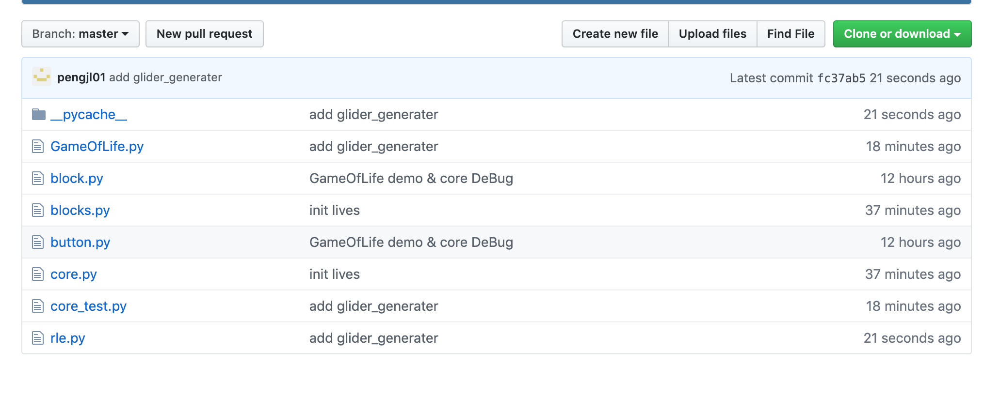 Branch: master New pull request Create new file Upload files Find File Clone or download
pengjl01 add glider_generater Latest commit fc37ab5 21 seconds ago
__pycache__ add glider_generater 21 seconds ago
GameOfLife.py add glider_generater 18 minutes ago
block.py GameOfLife demo & core DeBug 12 hours ago
blocks.py init lives 37 minutes ago
button.py GameOfLife demo & core DeBug 12 hours ago
core.py init lives 37 minutes ago
core_test.py add glider_generater 18 minutes ago
rle.py add glider_generater 21 seconds ago